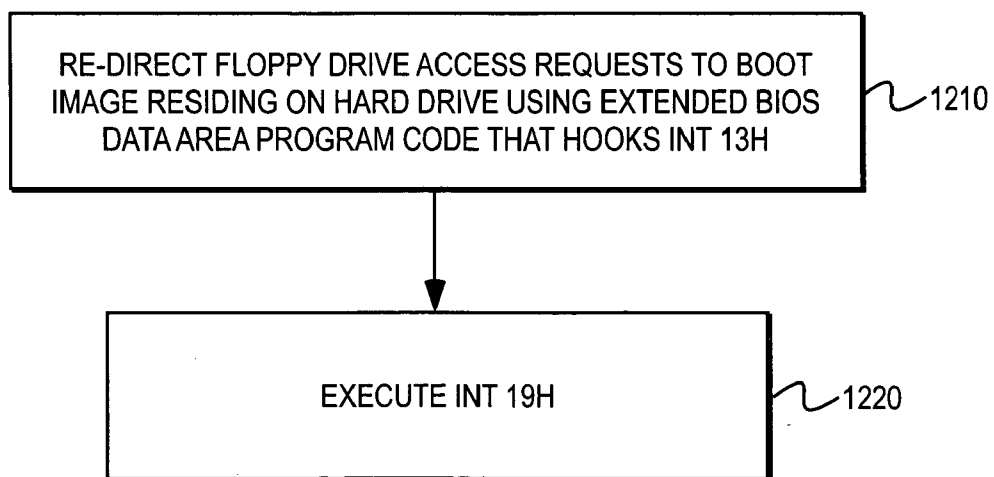 RE-DIRECT FLOPPY DRIVE ACCESS REQUESTS TO BOOT
IMAGE RESIDING ON HARD DRIVE USING EXTENDED BIOS
DATA AREA PROGRAM CODE THAT HOOKS INT 13H
1210
EXECUTE INT 19H
1220